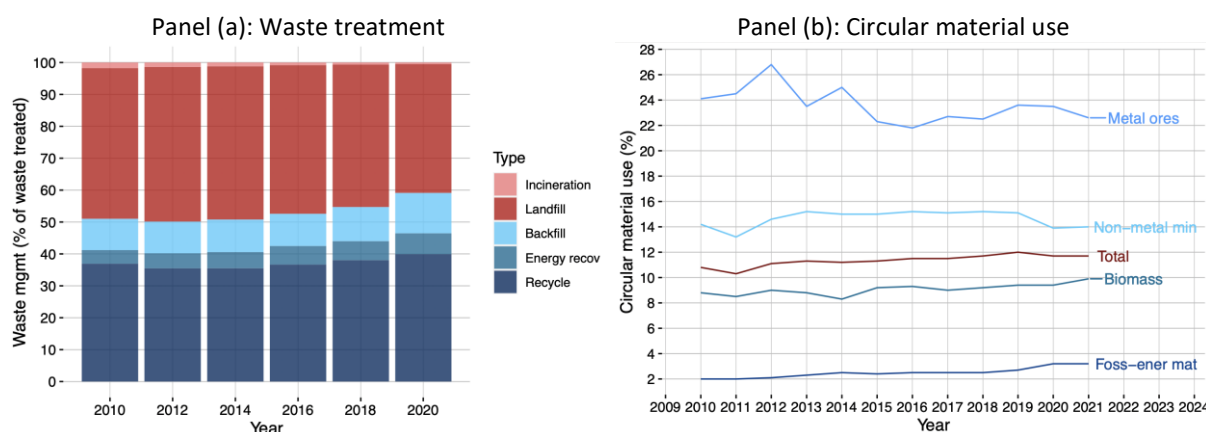 Panel (a): Waste treatment
Waste mgmt (% of waste treated)
100
90
80
70
60
50
40
30
20
10
0
2010 2012 2014 2016 2018 2020
Year
Type
Incineration
Landfill
Backfill
Energy recov
Recycle
Panel (b): Circular material use
Circular material use (%)
28
26
24
22
20
18
16
14
12
10
8
6
4
2
Metal ores
Non-metal min
Total
Biomass
Foss-ener mat
2009 2010 2011 2012 2013 2014 2015 2016 2017 2018 2019 2020 2021 2022 2023 2024
Year